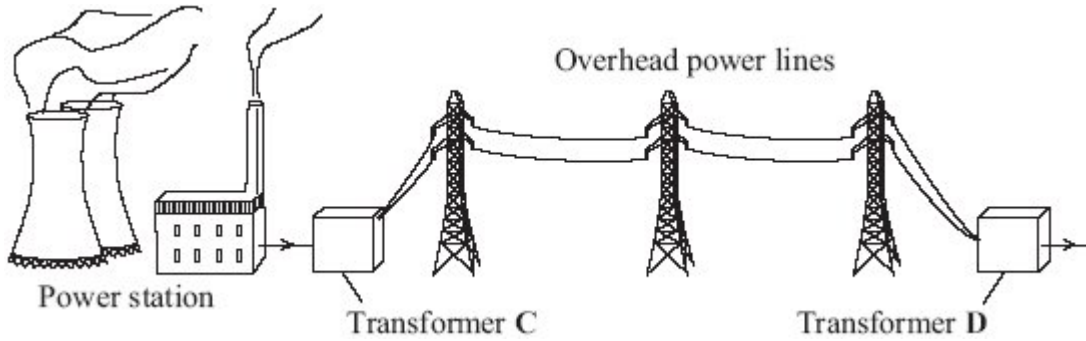 Overhead power lines
Power station
Transformer C
Transformer D